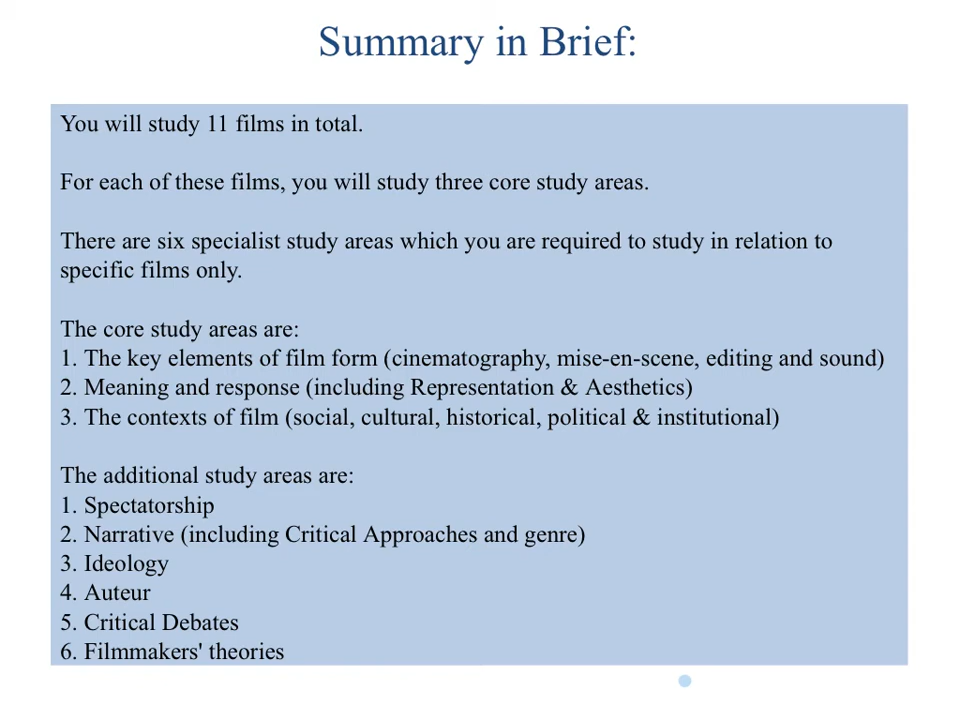 Summary in Brief:
You will study 11 films in total.
For each of these films, you will study three core study areas.
There are six specialist study areas which you are required to study in relation to
specific films only.
The core study areas are:
1. The key elements of film form (cinematography, mise-en-scene, editing and sound)
2. Meaning and response (including Representation & Aesthetics)
3. The contexts of film (social, cultural, historical, political & institutional)
The additional study areas are:
1. Spectatorship
2. Narrative (including Critical Approaches and genre)
3. Ideology
4. Auteur
5. Critical Debates
6. Filmmakers' theories